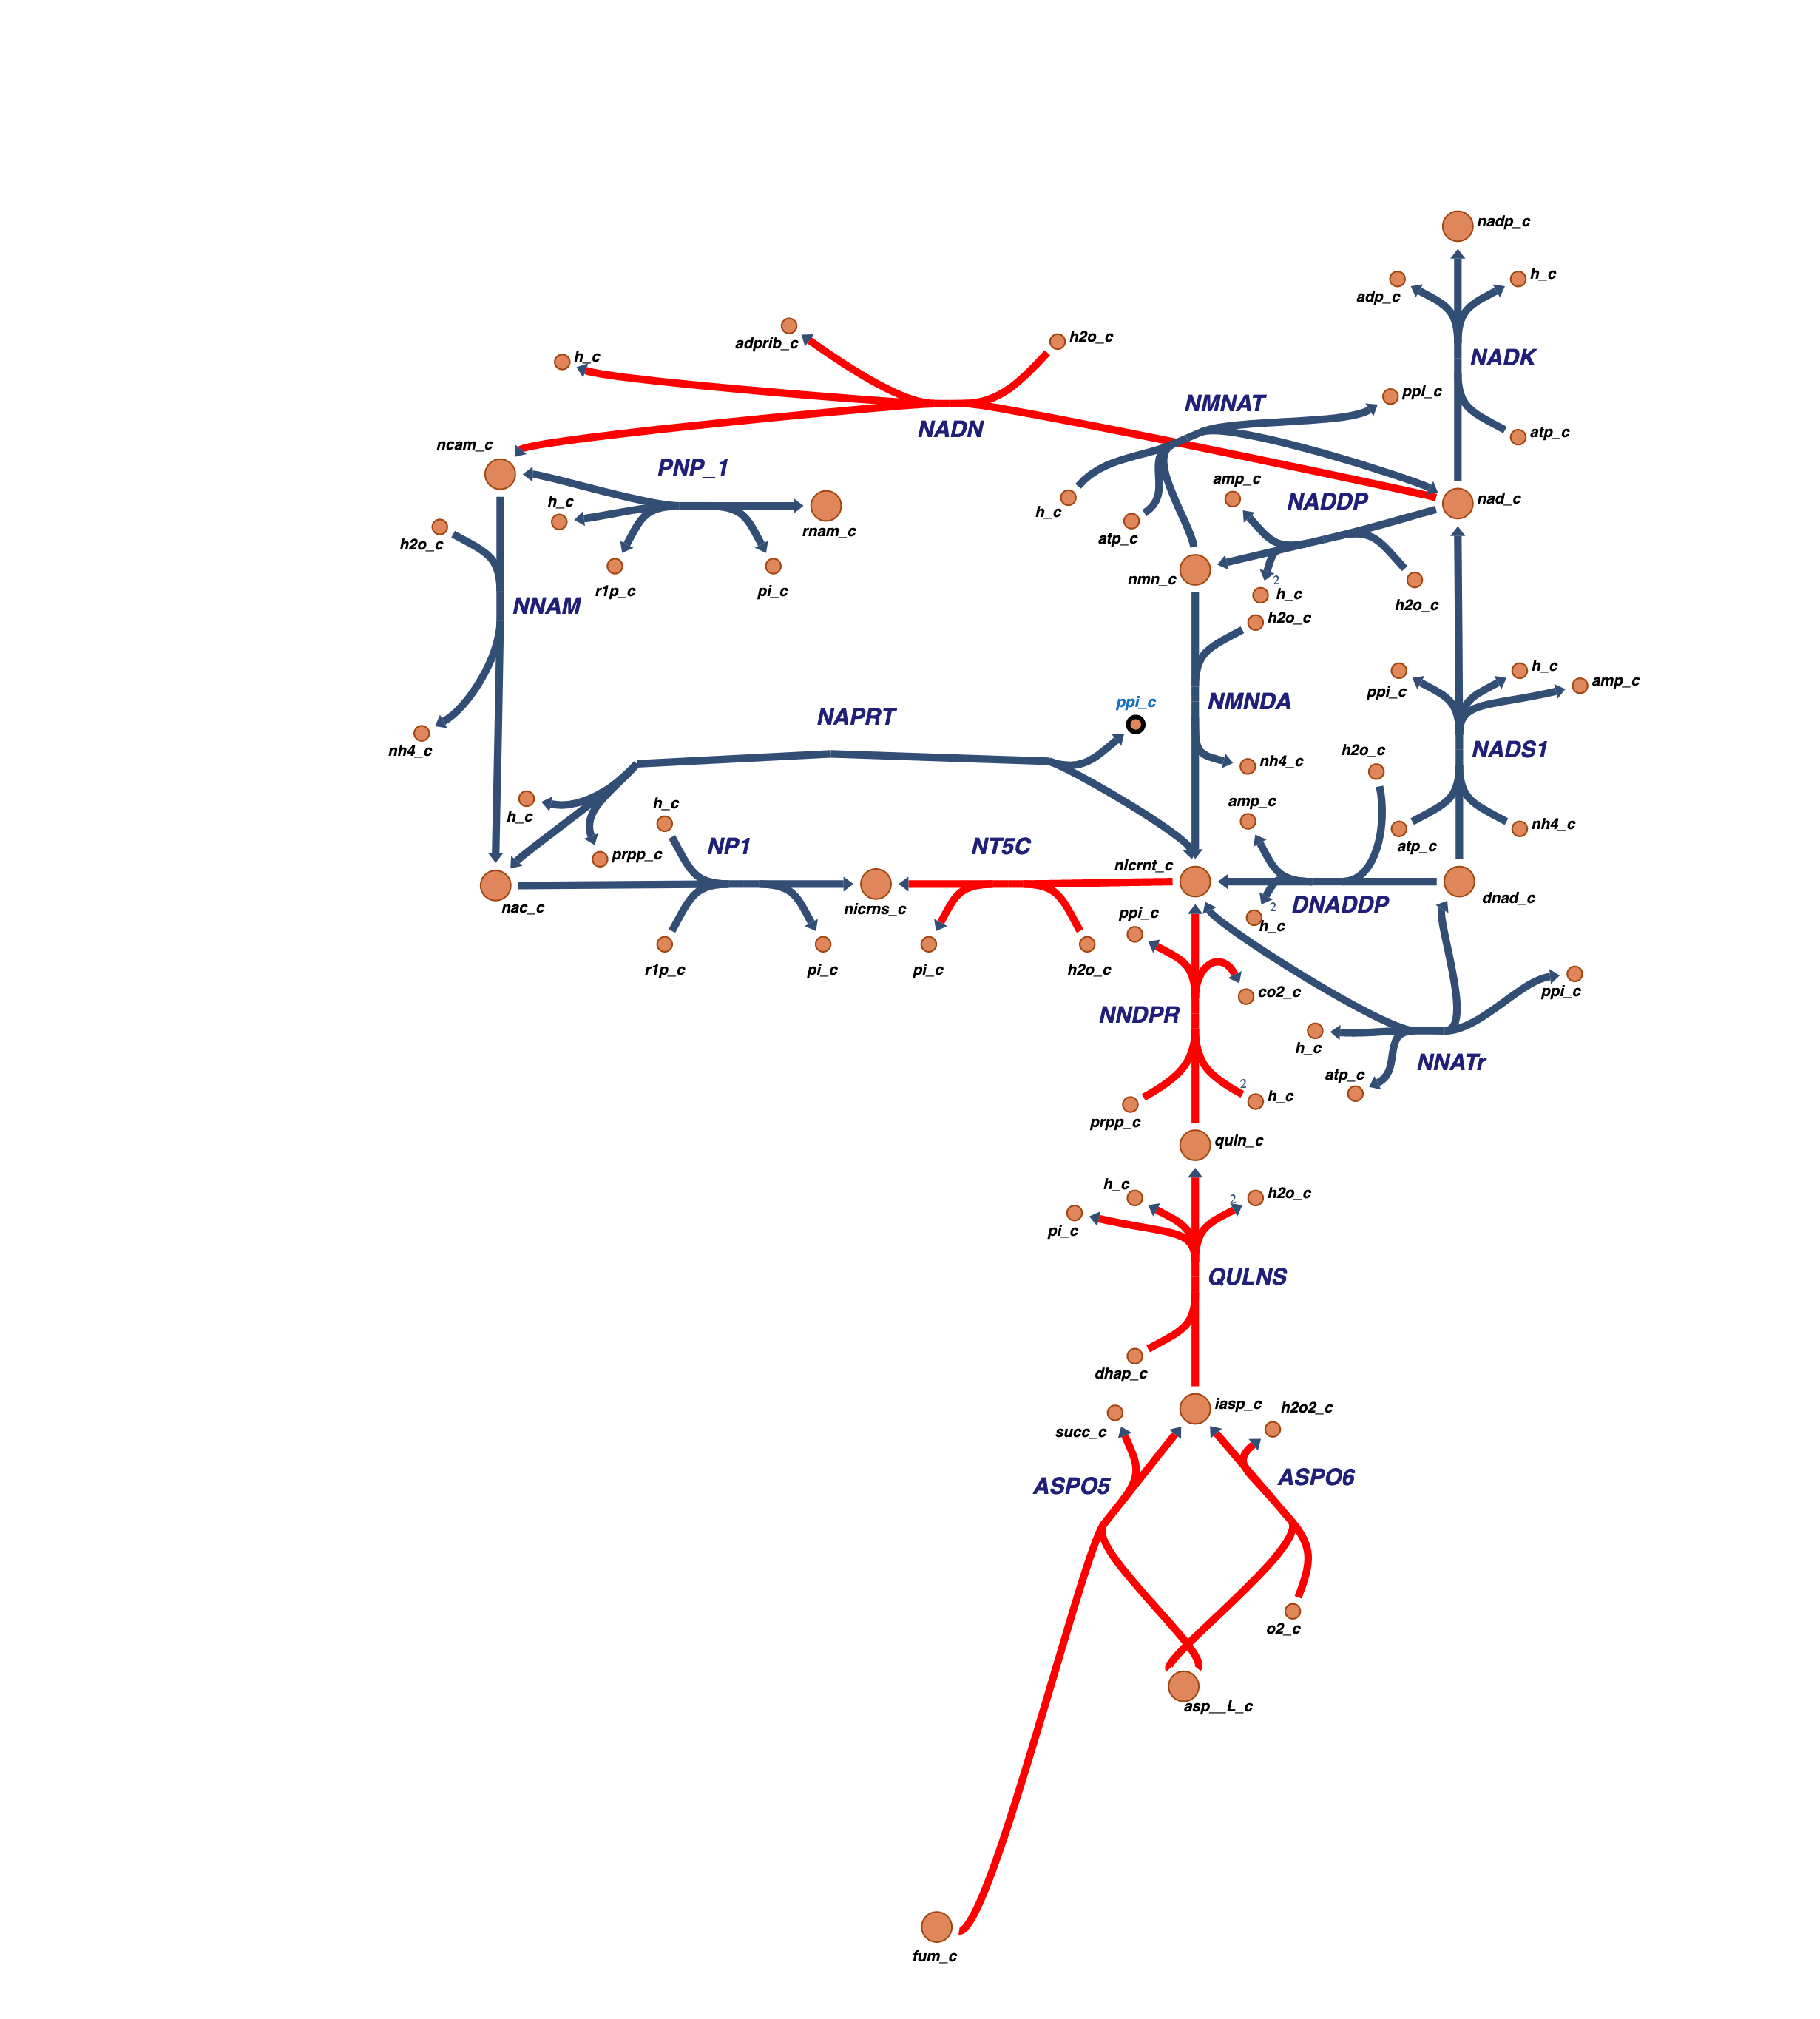 nadp_c
adp_c
h_c
NADK
adprib_c
h2o_c
h_c
NMNAT
ppi_c
NADN
atp_c
ncam_c
PNP_1
amp_c
NADDP
nad_c
h_c
h_c
rnam_c
atp_c
h2o_c
nmn_c
2
r1p_c
pi_c
h_c
h2o_c
NNAM
h2o_c
h_c
ppi_c
amp_c
ppi_c
NMNDA
NAPRT
nh4_c
h2o_c
NADS1
nh4_c
h_c
h_c
amp_c
nh4_c
prpp_c
NP1
NT5C
atp_c
nicrnt_c
nac_c
nicrns_c
2
DNADDP
dnad_c
ppi_c
h_c
r1p_c
pi_c
pi_c
h2o_c
co2_c
ppi_c
NNDPR
h_c
NNATr
atp_c
2
h_c
prpp_c
quln_c
h_c
2
h2o_c
pi_c
QULNS
dhap_c
iasp_c
h2o2_c
succ_c
ASPO5
ASPO6
o2_c
asp__L_c
fum_c